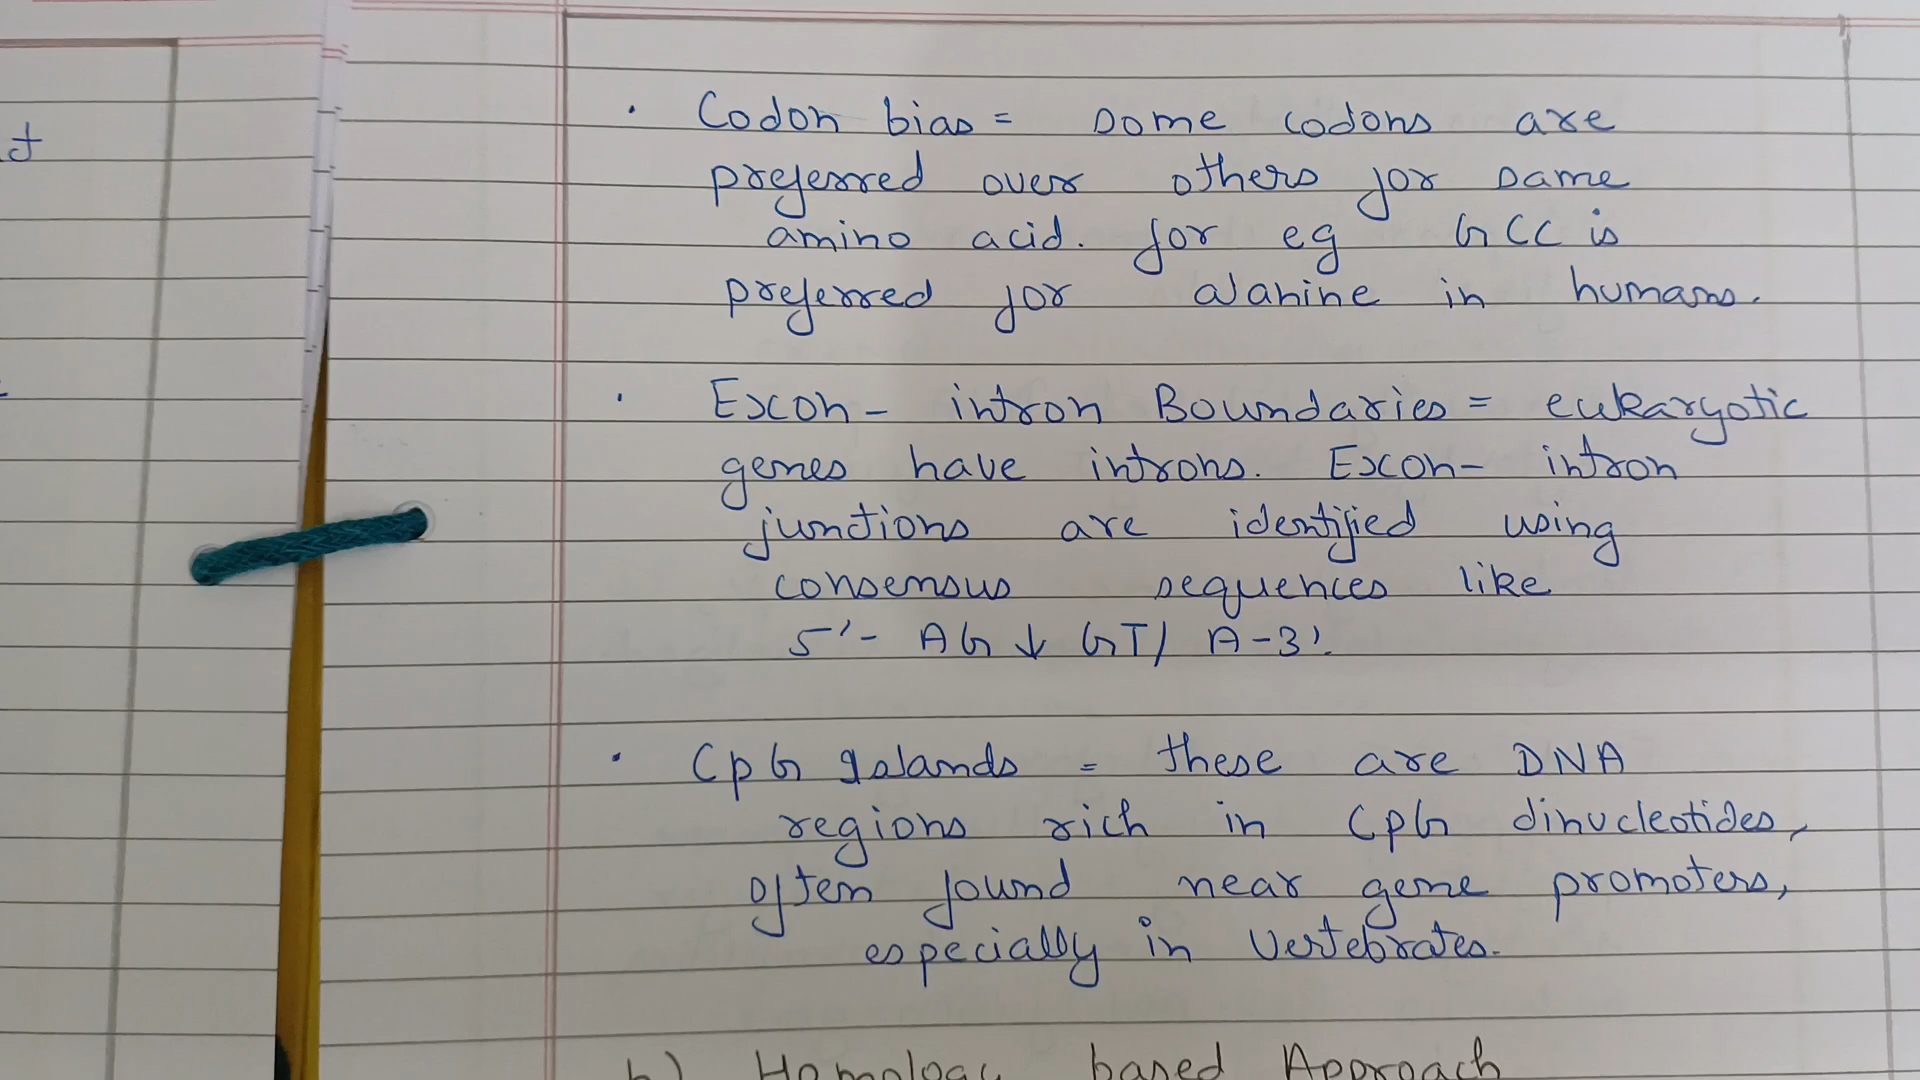 t
• Codon bias = some codons are
preferred over others for same
amino acid. for eg GCC is
preferred for alanine in humans.
• Exon - intron Boundaries = eukaryotic
genes have introns. Exon - intron
junctions are identified using
consensus sequences like
5' - AG ↓ GT/ A-3'.
• CpG Islands = these are DNA
regions rich in CpG dinucleotides,
often found near gene promoters,
especially in vertebrates.
b) Homology based Approach